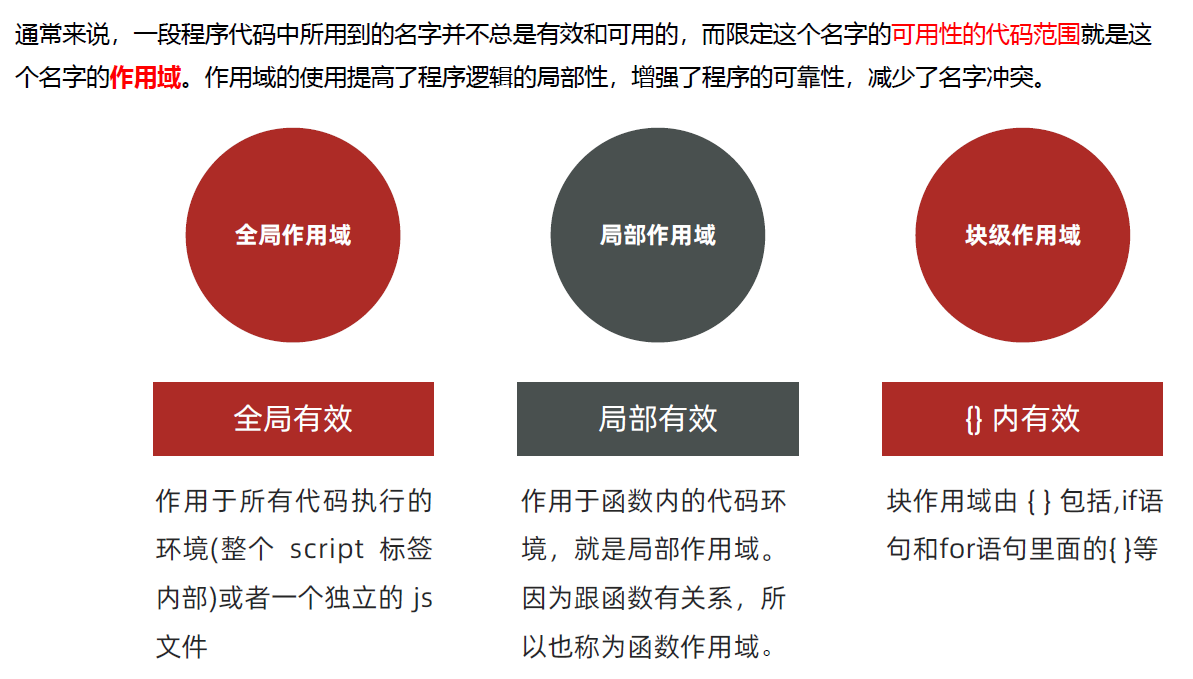 通常来说，一段程序代码中所用到的名字并不总是有效和可用的，而限定这个名字的可用性的代码范围就是这
个名字的作用域。作用域的使用提高了程序逻辑的局部性，增强了程序的可靠性，减少了名字冲突。
全局作用域
局部作用域
块级作用域
全局有效
局部有效
{} 内有效
作用于所有代码执行的
环境(整个 script 标签
内部)或者一个独立的 js
文件
作用于函数内的代码环
境，就是局部作用域。
因为跟函数有关系，所
以也称为函数作用域。
块作用域由 { } 包括,if语
句和for语句里面的{ }等